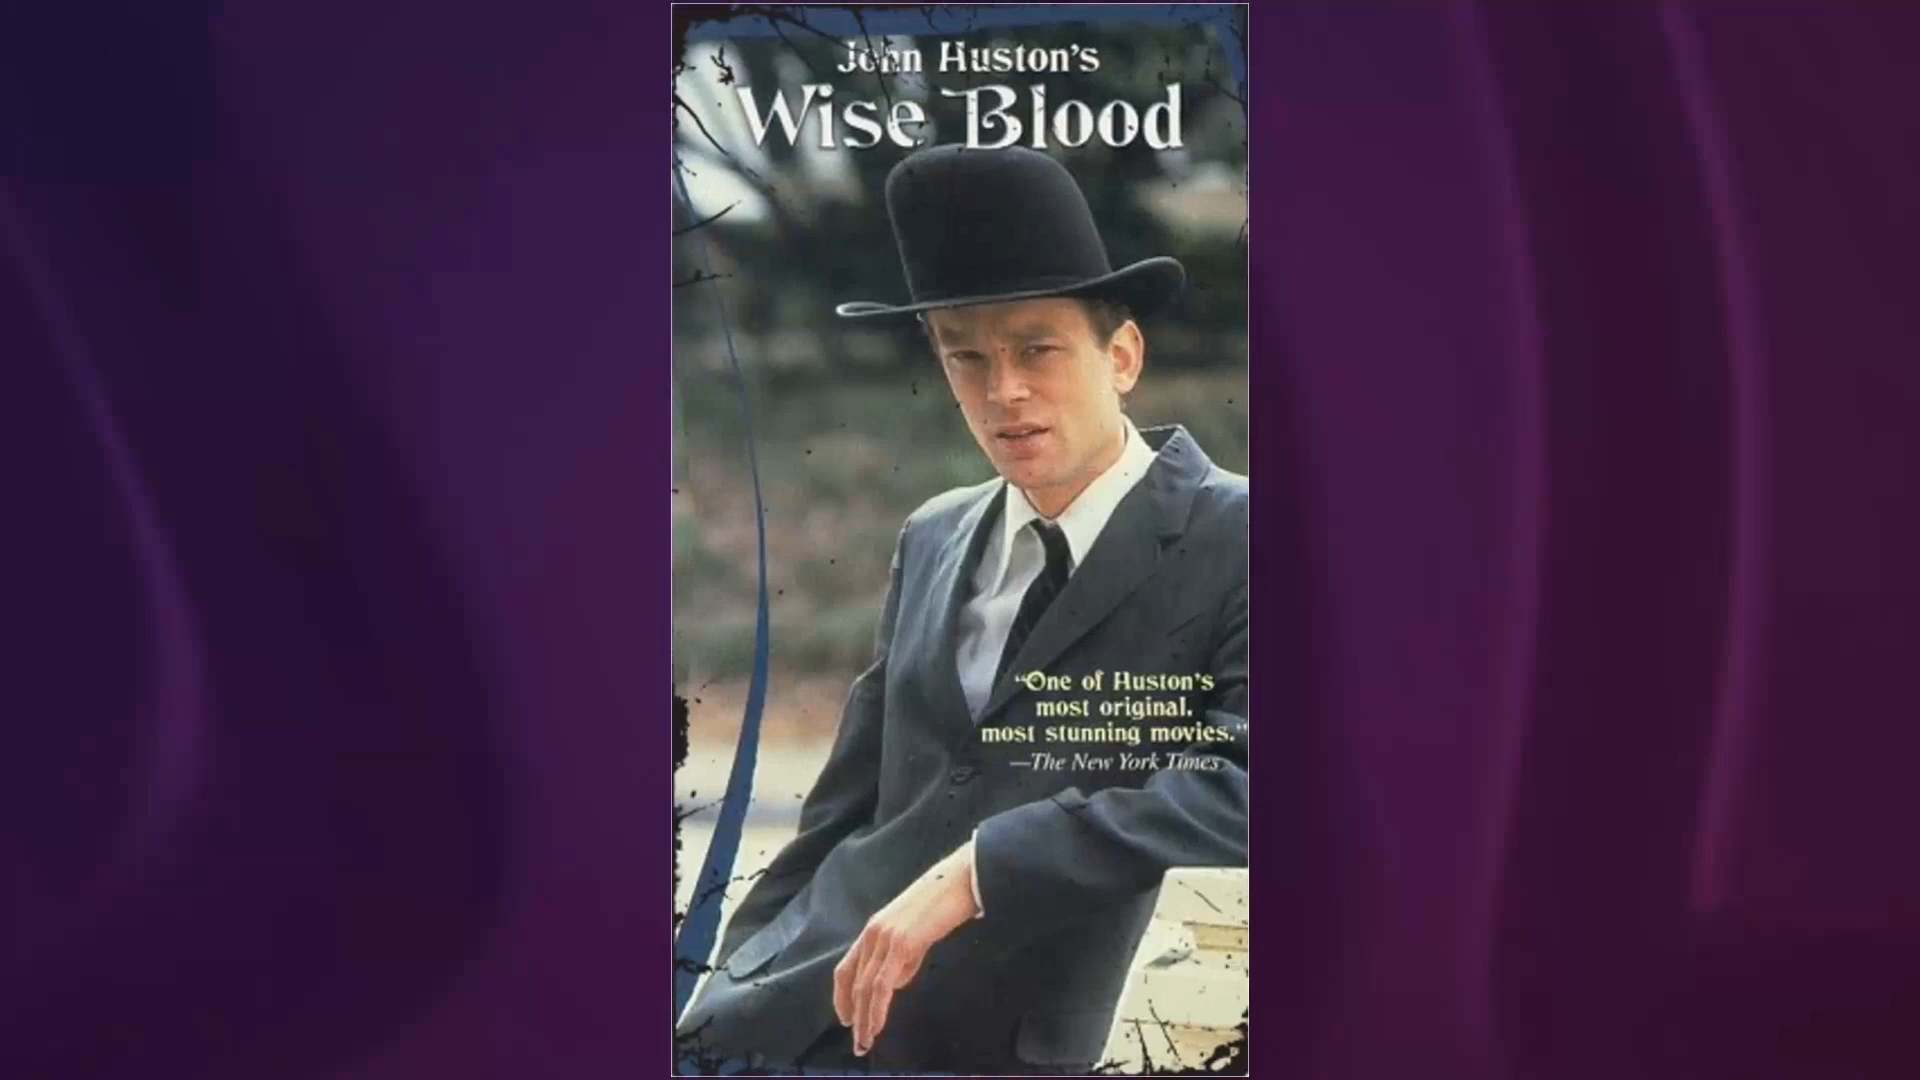 John Huston's
Wise Blood
"One of Huston's
most original,
most stunning movies."
—The New York Times